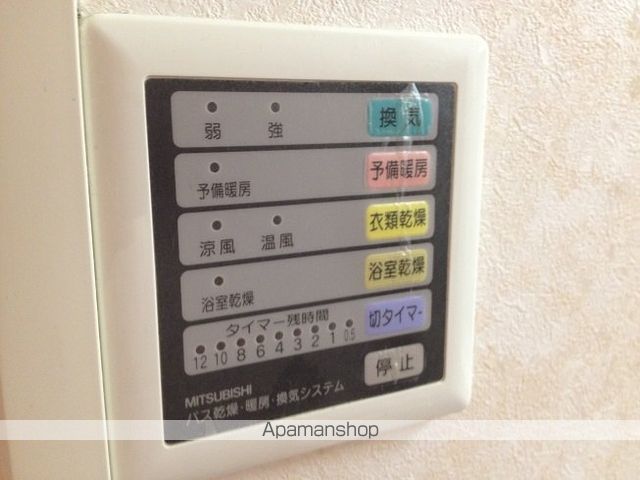 換気
弱 強
予備暖房
予備暖房
衣類乾燥
涼風 温風
浴室乾燥
浴室乾燥
切タイマー
タイマー残時間
12 10 8 6 4 3 2 1 0.5
停止
MITSUBISHI
バス乾燥・暖房・換気システム
Apamanshop